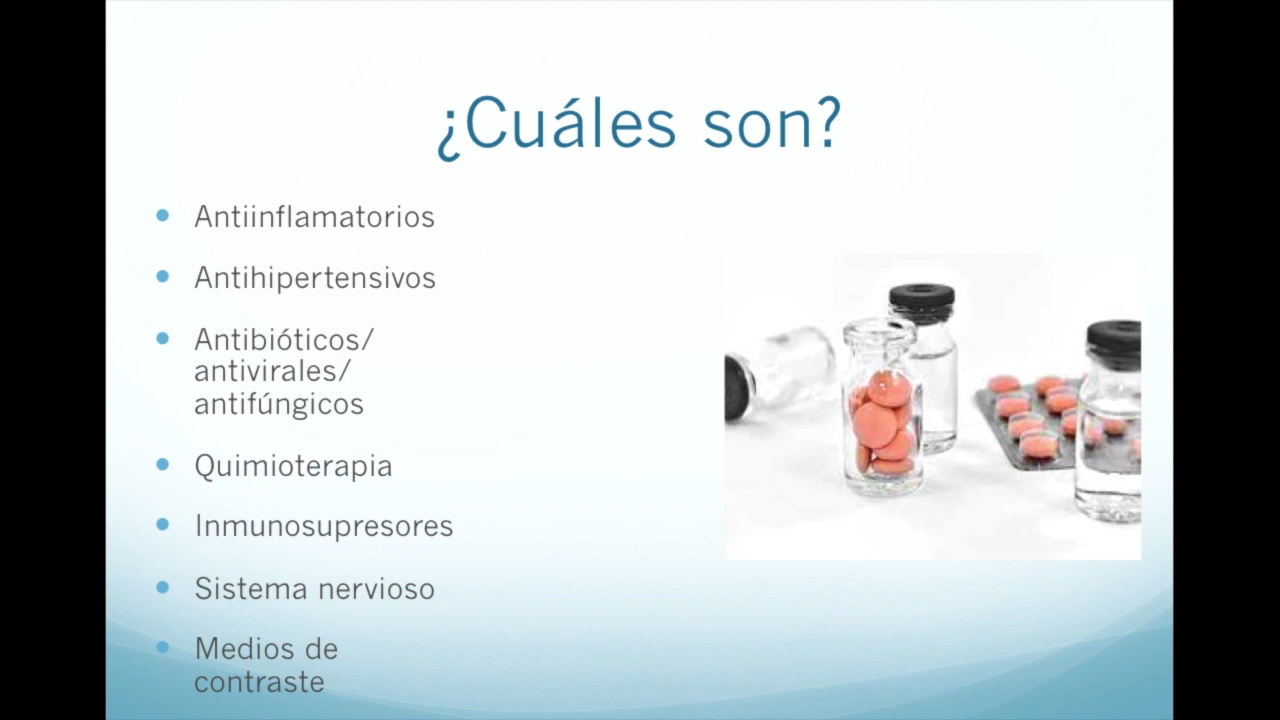 ¿Cuáles son?
Antiinflamatorios
Antihipertensivos
Antibióticos/
antivirales/
antifúngicos
Quimioterapia
Inmunosupresores
Sistema nervioso
Medios de
contraste